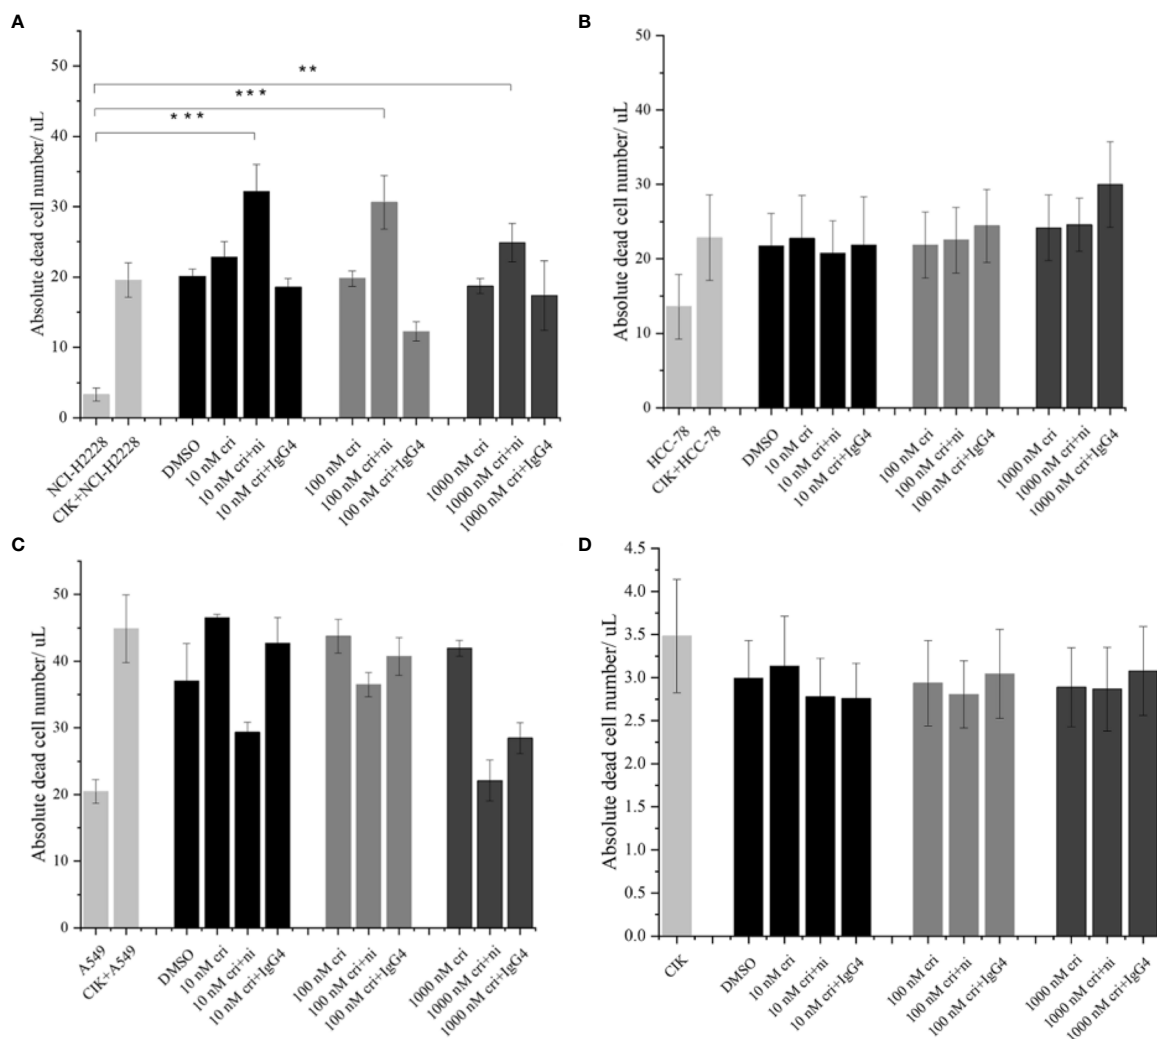 A
Absolute dead cell number/ uL
50
40
30
20
10
0
**
***
***
NCI-H2228
CIK+NCI-H2228
DMSO
10 nM cri
10 nM cri+ni
10 nM cri+IgG4
100 nM cri
100 nM cri+ni
100 nM cri+IgG4
1000 nM cri
1000 nM cri+ni
1000 nM cri+IgG4
B
Absolute dead cell number/ uL
50
40
30
20
10
0
HCC-78
CIK+HCC-78
DMSO
10 nM cri
10 nM cri+ni
10 nM cri+IgG4
100 nM cri
100 nM cri+ni
100 nM cri+IgG4
1000 nM cri
1000 nM cri+ni
1000 nM cri+IgG4
C
Absolute dead cell number/ uL
50
40
30
20
10
0
A549
CIK+A549
DMSO
10 nM cri
10 nM cri+ni
10 nM cri+IgG4
100 nM cri
100 nM cri+ni
100 nM cri+IgG4
1000 nM cri
1000 nM cri+ni
1000 nM cri+IgG4
D
Absolute dead cell number/ uL
4.5
4.0
3.5
3.0
2.5
2.0
1.5
1.0
0.5
0.0
CIK
DMSO
10 nM cri
10 nM cri+ni
10 nM cri+IgG4
100 nM cri
100 nM cri+ni
100 nM cri+IgG4
1000 nM cri
1000 nM cri+ni
1000 nM cri+IgG4